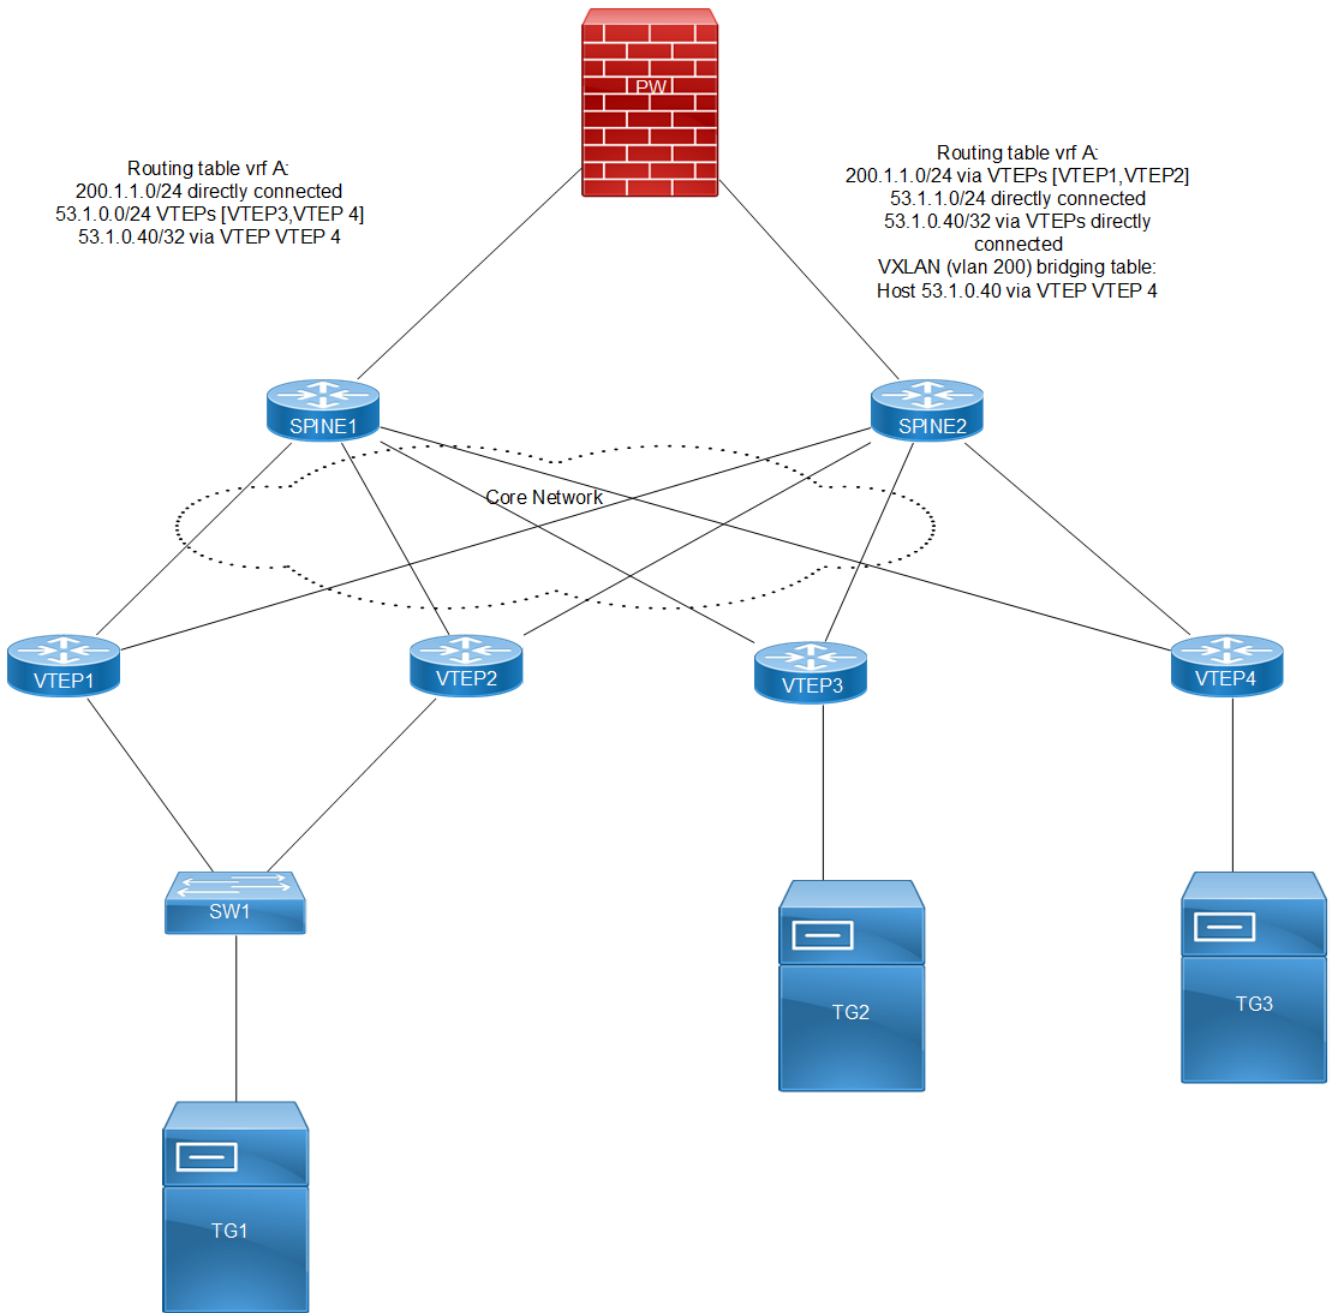 PW
Routing table vrf A:
200.1.1.0/24 directly connected
53.1.0.0/24 VTEPs [VTEP3,VTEP 4]
53.1.0.40/32 via VTEP VTEP 4
Routing table vrf A:
200.1.1.0/24 via VTEPs [VTEP1,VTEP2]
53.1.1.0/24 directly connected
53.1.0.40/32 via VTEPs directly
connected
VXLAN (vlan 200) bridging table:
Host 53.1.0.40 via VTEP VTEP 4
SPINE1
SPINE2
Core Network
VTEP1
VTEP2
VTEP3
VTEP4
SW1
TG2
TG3
TG1